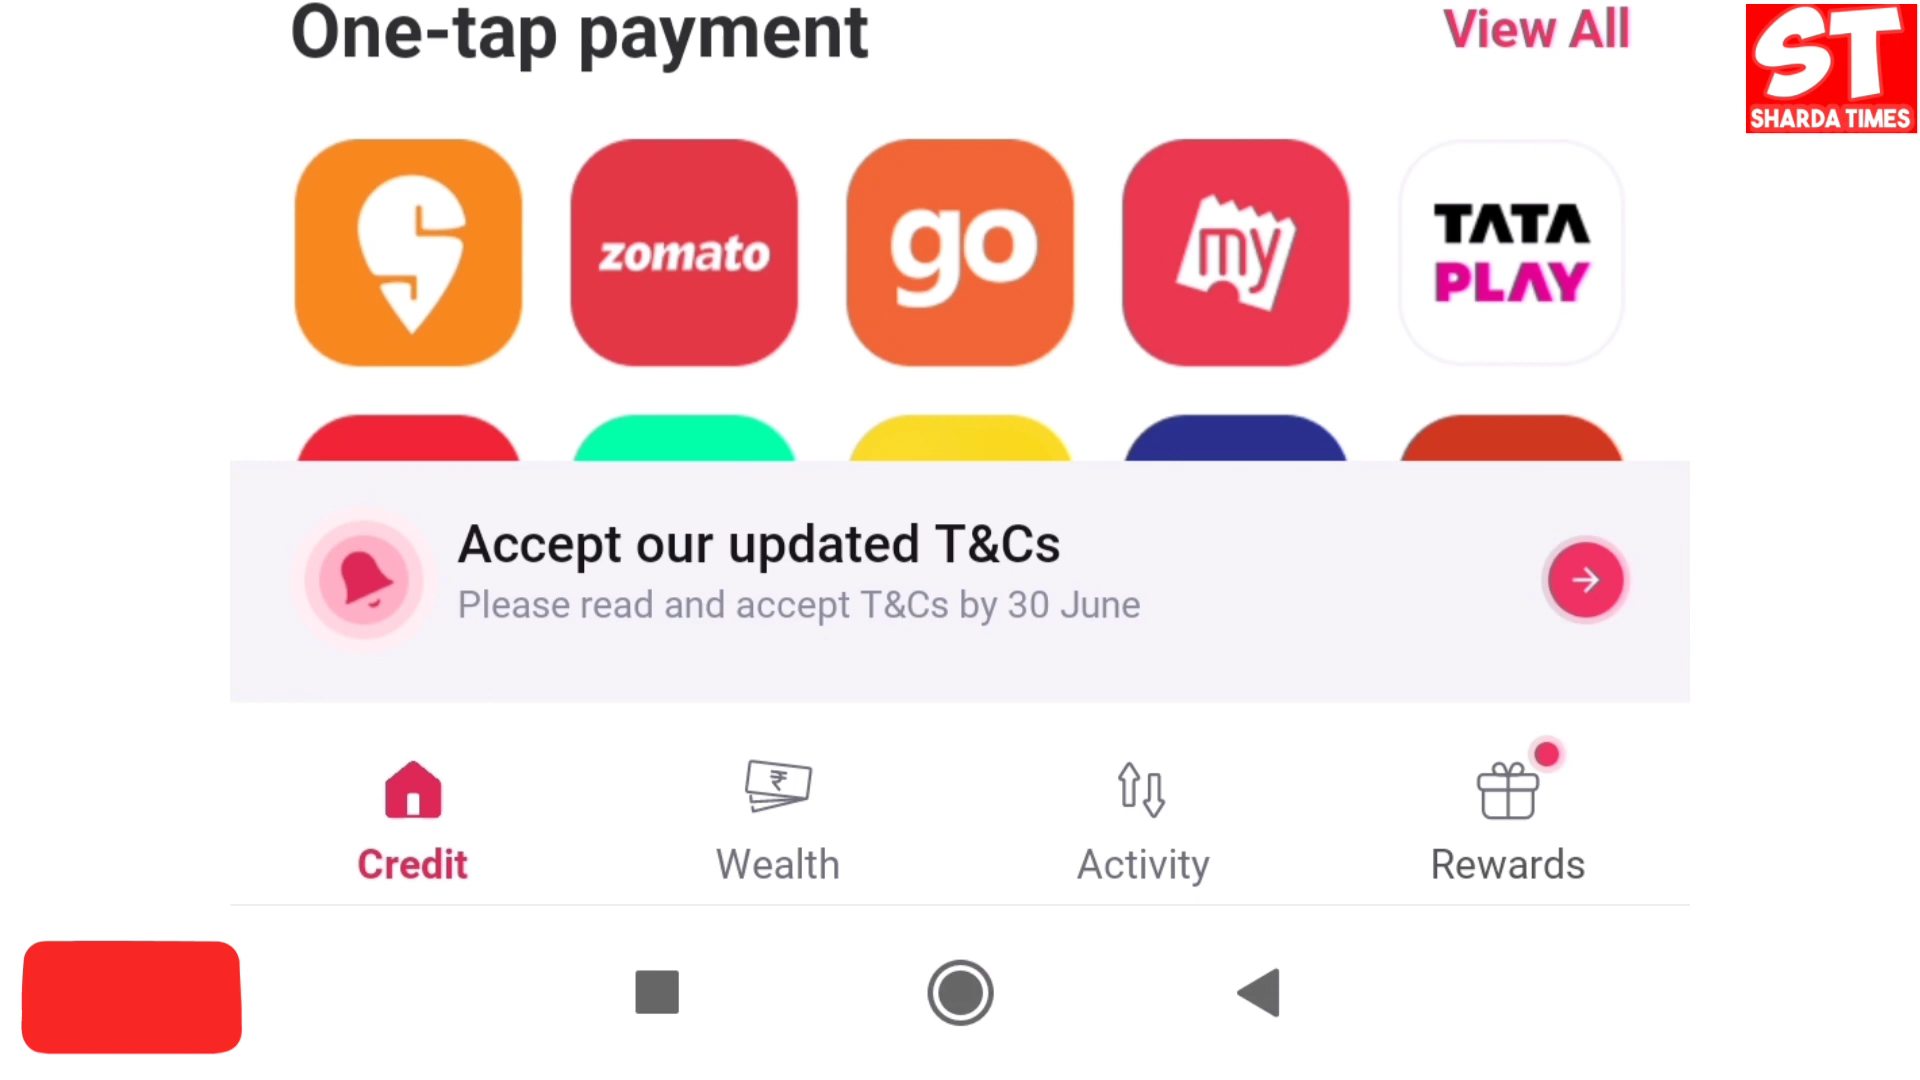 One-tap payment
View All
ST
SHARDA TIMES
zomato
go
my
TATA
PLAY
Accept our updated T&Cs
Please read and accept T&Cs by 30 June
₹
Credit
Wealth
Activity
Rewards